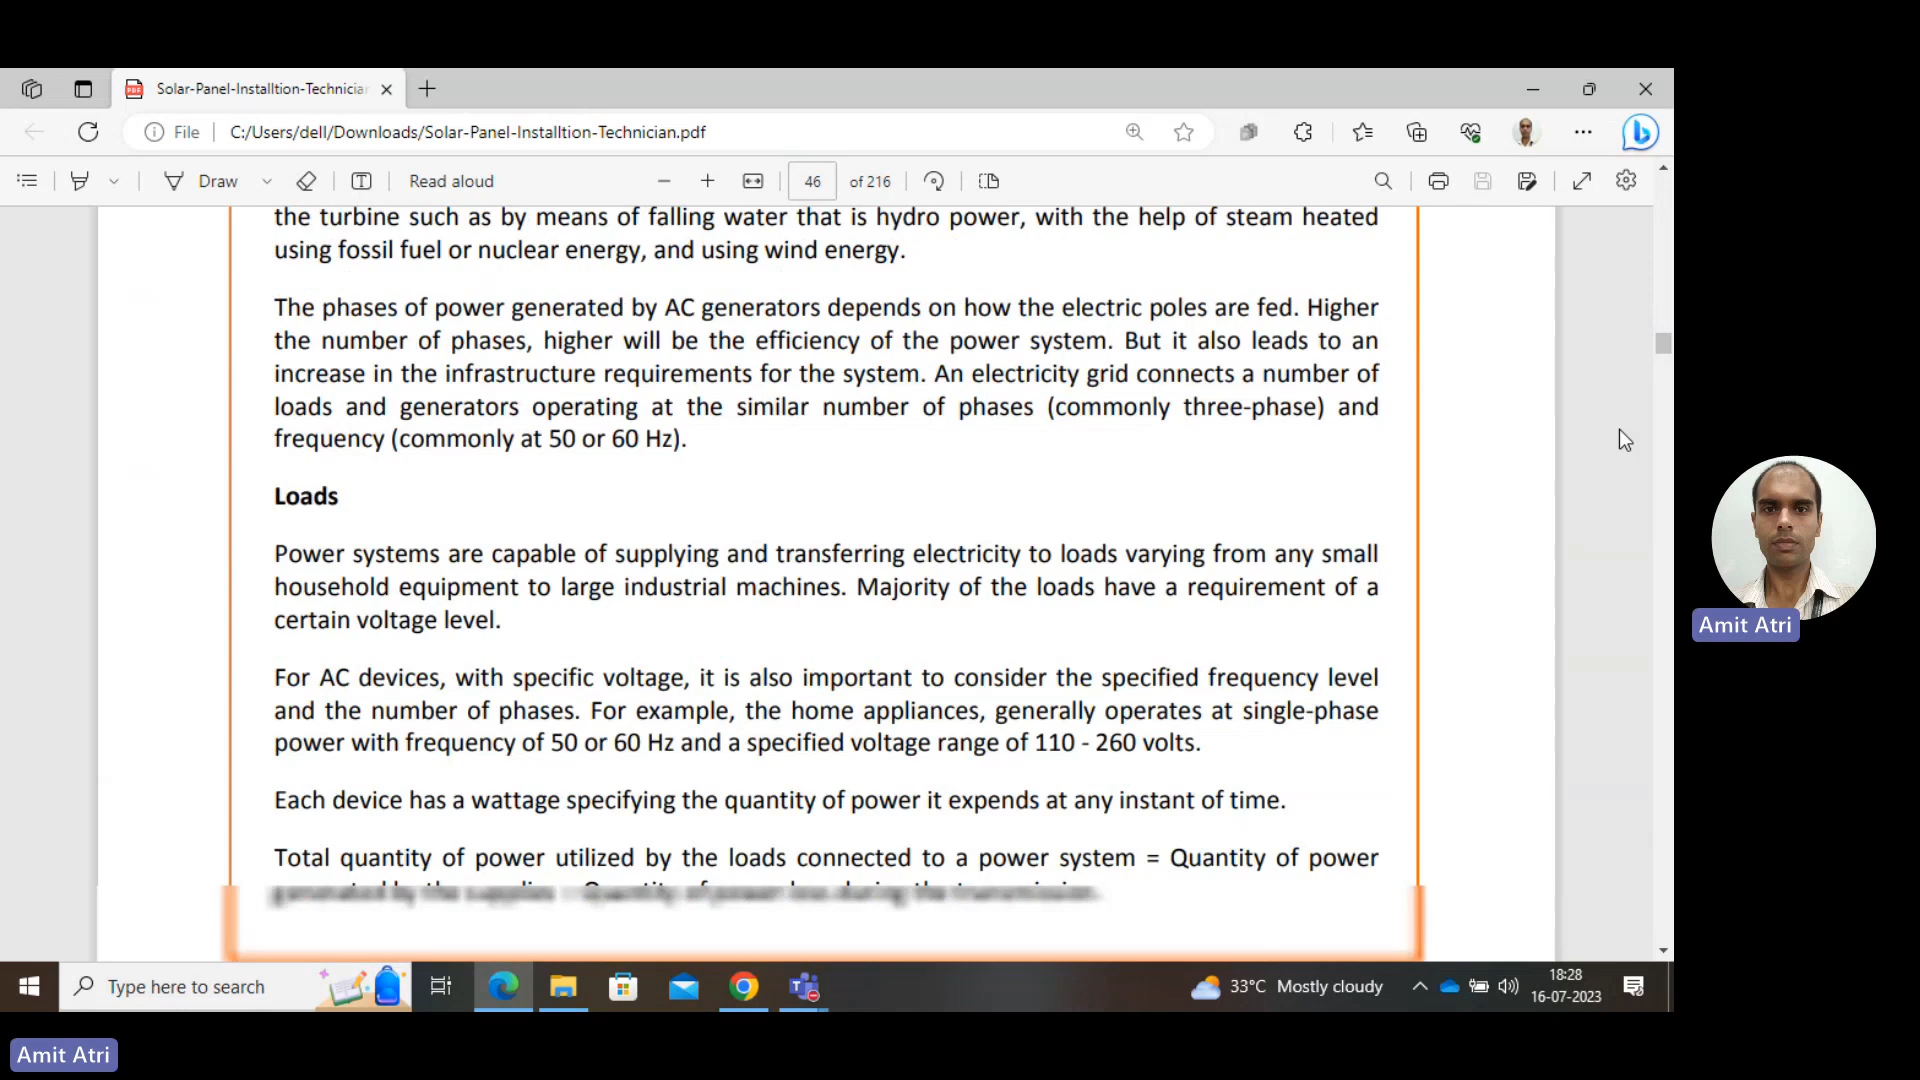 Solar-Panel-Installtion-Technician
File
C:/Users/dell/Downloads/Solar-Panel-Installtion-Technician.pdf
Draw
Read aloud
46
of 216
the turbine such as by means of falling water that is hydro power, with the help of steam heated
using fossil fuel or nuclear energy, and using wind energy.
The phases of power generated by AC generators depends on how the electric poles are fed. Higher
the number of phases, higher will be the efficiency of the power system. But it also leads to an
increase in the infrastructure requirements for the system. An electricity grid connects a number of
loads and generators operating at the similar number of phases (commonly three-phase) and
frequency (commonly at 50 or 60 Hz).
Loads
Power systems are capable of supplying and transferring electricity to loads varying from any small
household equipment to large industrial machines. Majority of the loads have a requirement of a
certain voltage level.
For AC devices, with specific voltage, it is also important to consider the specified frequency level
and the number of phases. For example, the home appliances, generally operates at single-phase
power with frequency of 50 or 60 Hz and a specified voltage range of 110 - 260 volts.
Each device has a wattage specifying the quantity of power it expends at any instant of time.
Total quantity of power utilized by the loads connected to a power system = Quantity of power
Quantity of power loss during the transmission.
Amit Atri
Type here to search
33°C Mostly cloudy
18:28
16-07-2023
Amit Atri